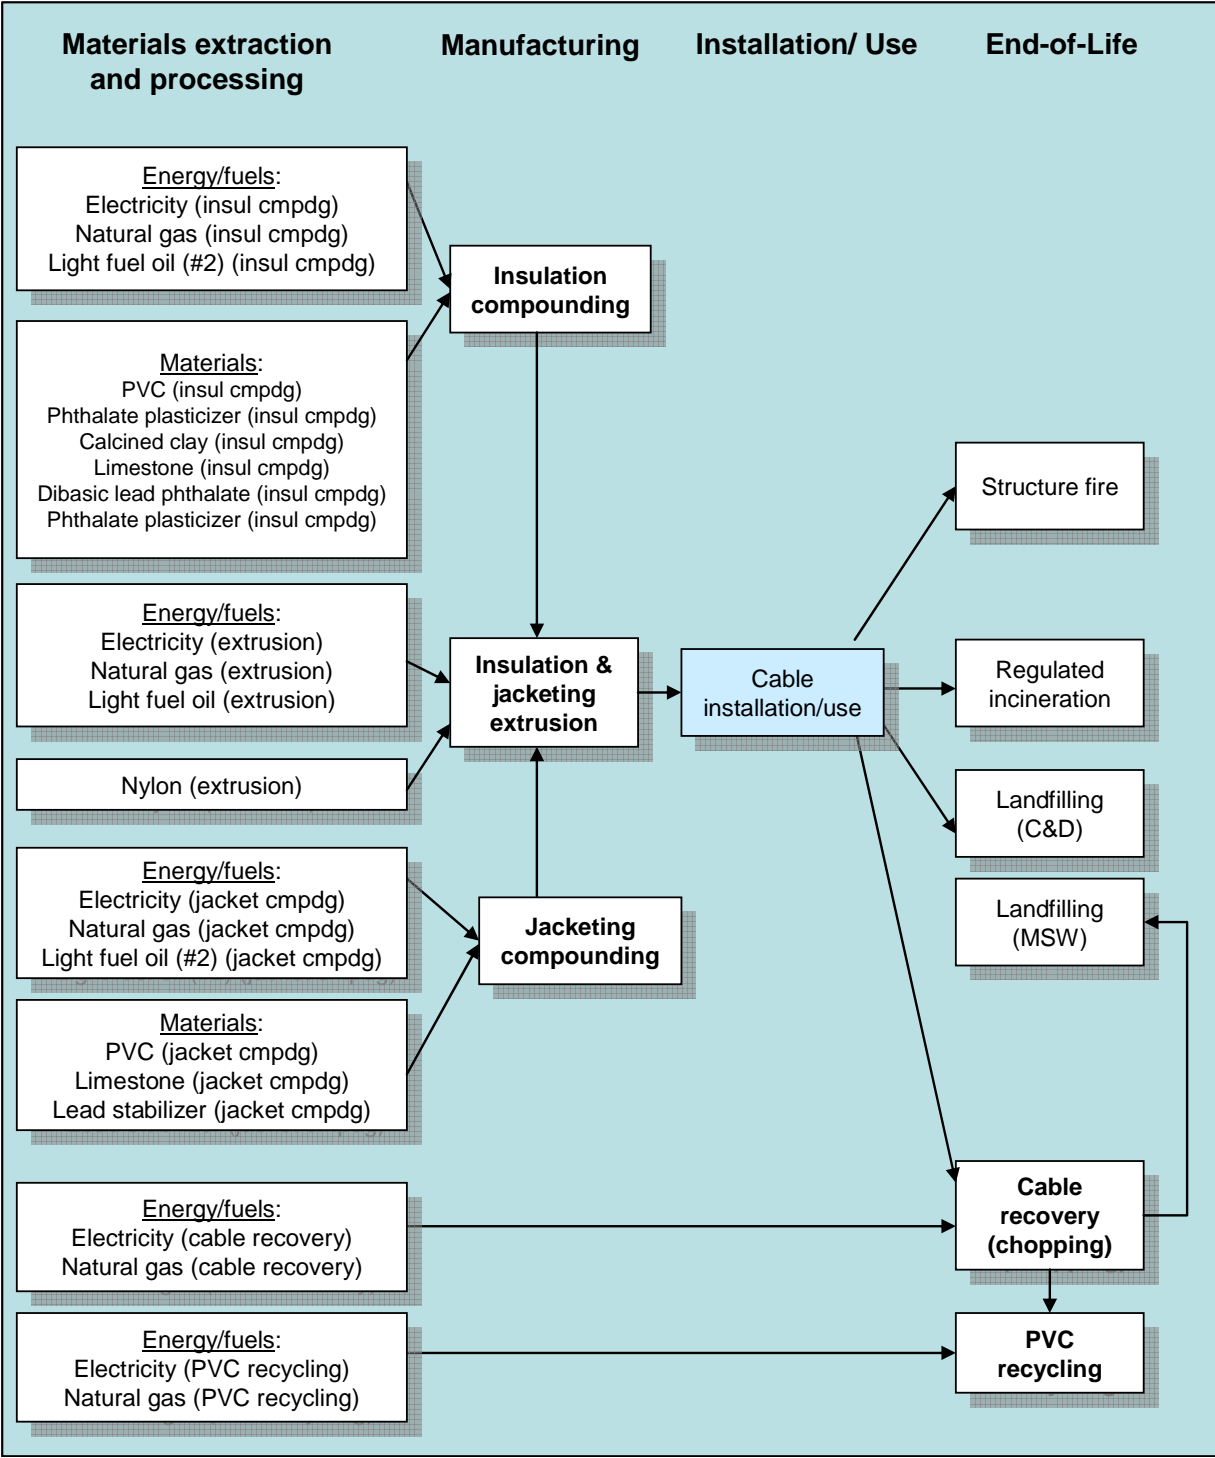 Materials extraction
and processing
Manufacturing
Installation/ Use
End-of-Life
Energy/fuels:
Electricity (insul cmpdg)
Natural gas (insul cmpdg)
Light fuel oil (#2) (insul cmpdg)
Materials:
PVC (insul cmpdg)
Phthalate plasticizer (insul cmpdg)
Calcined clay (insul cmpdg)
Limestone (insul cmpdg)
Dibasic lead phthalate (insul cmpdg)
Phthalate plasticizer (insul cmpdg)
Energy/fuels:
Electricity (extrusion)
Natural gas (extrusion)
Light fuel oil (extrusion)
Nylon (extrusion)
Energy/fuels:
Electricity (jacket cmpdg)
Natural gas (jacket cmpdg)
Light fuel oil (#2) (jacket cmpdg)
Materials:
PVC (jacket cmpdg)
Limestone (jacket cmpdg)
Lead stabilizer (jacket cmpdg)
Energy/fuels:
Electricity (cable recovery)
Natural gas (cable recovery)
Energy/fuels:
Electricity (PVC recycling)
Natural gas (PVC recycling)
Insulation
compounding
Insulation &
jacketing
extrusion
Jacketing
compounding
Cable
installation/use
Structure fire
Regulated
incineration
Landfilling
(C&D)
Landfilling
(MSW)
Cable
recovery
(chopping)
PVC
recycling